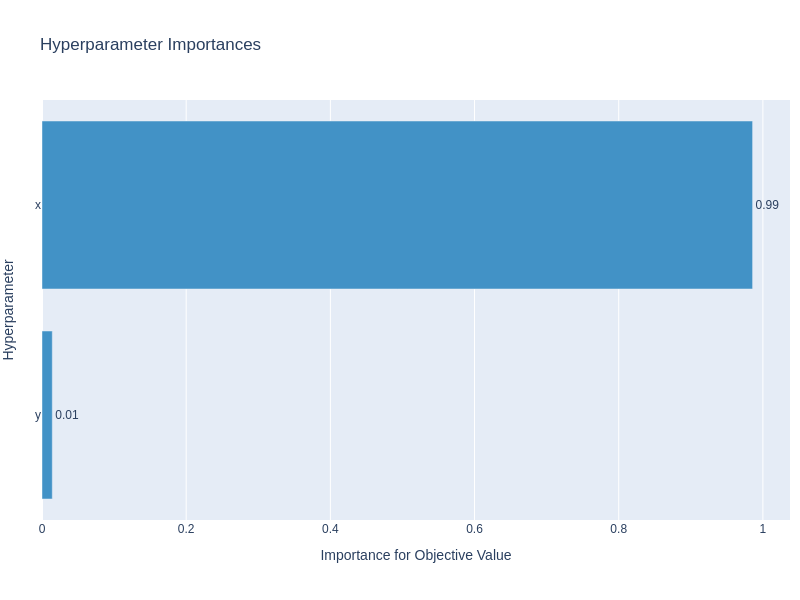 Hyperparameter Importances
x
0.99
Hyperparameter
y
0.01
0 0.2 0.4 0.6 0.8 1
Importance for Objective Value